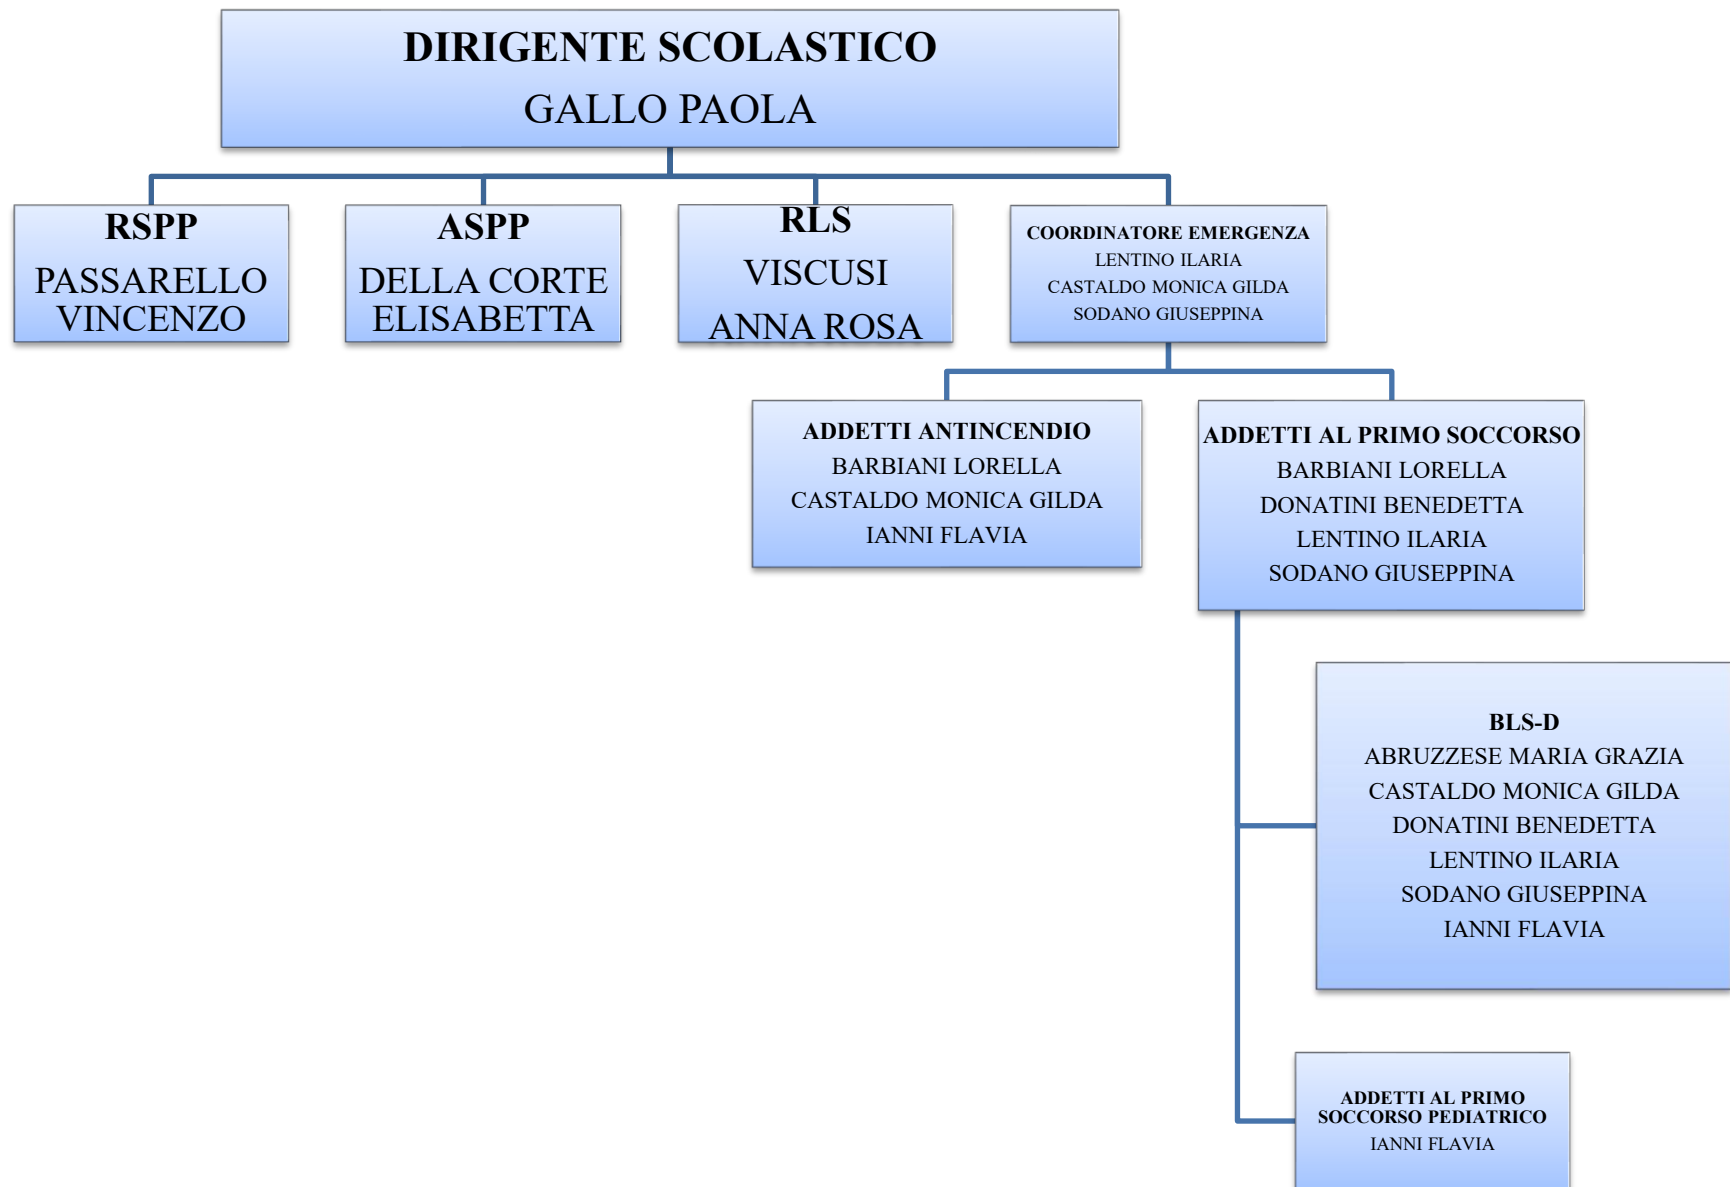 DIRIGENTE SCOLASTICO
GALLO PAOLA
RSPP
PASSARELLO
VINCENZO
ASPP
DELLA CORTE
ELISABETTA
RLS
VISCUSI
ANNA ROSA
COORDINATORE EMERGENZA
LENTINO ILARIA
CASTALDO MONICA GILDA
SODANO GIUSEPPINA
ADDETTI ANTINCENDIO
BARBIANI LORELLA
CASTALDO MONICA GILDA
IANNI FLAVIA
ADDETTI AL PRIMO SOCCORSO
BARBIANI LORELLA
DONATINI BENEDETTA
LENTINO ILARIA
SODANO GIUSEPPINA
BLS-D
ABRUZZESE MARIA GRAZIA
CASTALDO MONICA GILDA
DONATINI BENEDETTA
LENTINO ILARIA
SODANO GIUSEPPINA
IANNI FLAVIA
ADDETTI AL PRIMO
SOCCORSO PEDIATRICO
IANNI FLAVIA